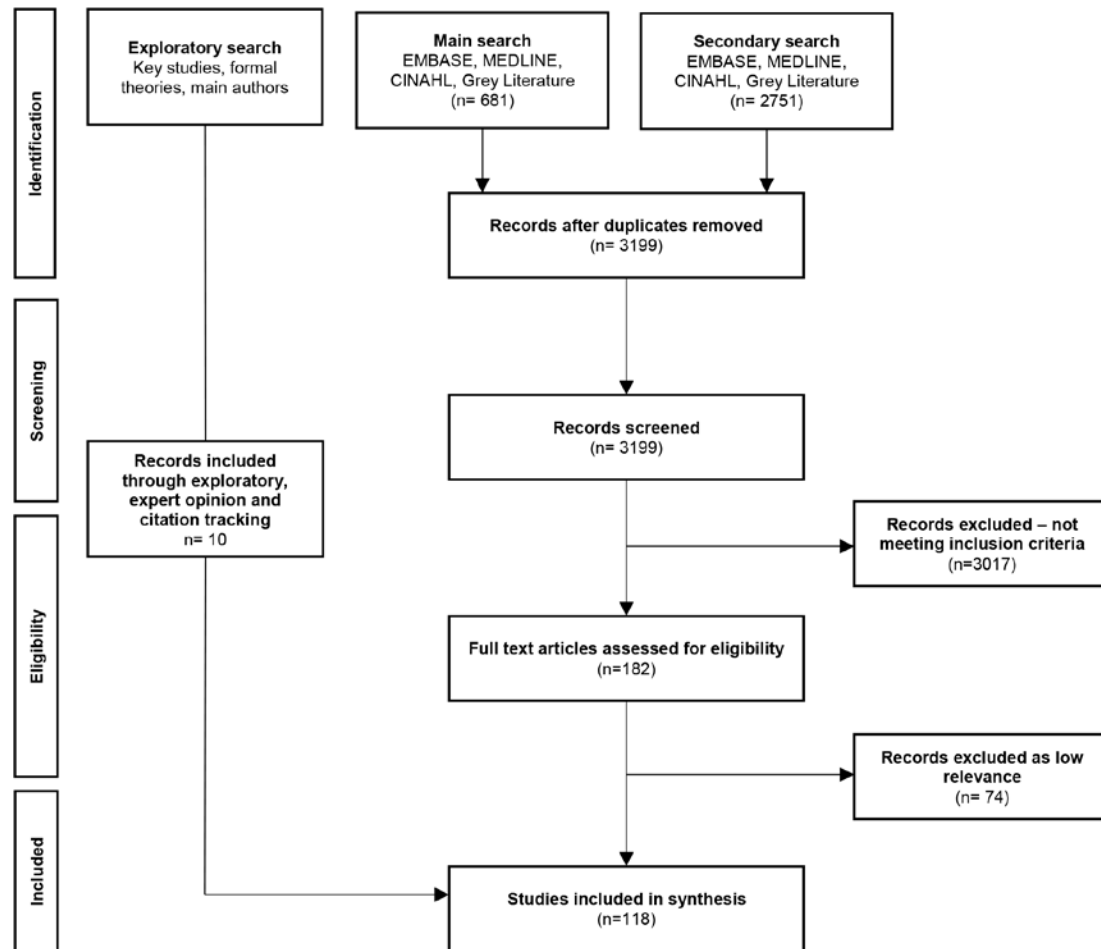 Identification
Exploratory search
Key studies, formal
theories, main authors
Main search
EMBASE, MEDLINE,
CINAHL, Grey Literature
(n= 681)
Secondary search
EMBASE, MEDLINE,
CINAHL, Grey Literature
(n= 2751)
Records after duplicates removed
(n= 3199)
Screening
Records screened
(n= 3199)
Records included
through exploratory,
expert opinion and
citation tracking
n= 10
Records excluded – not
meeting inclusion criteria
(n=3017)
Eligibility
Full text articles assessed for eligibility
(n=182)
Records excluded as low
relevance
(n= 74)
Included
Studies included in synthesis
(n=118)